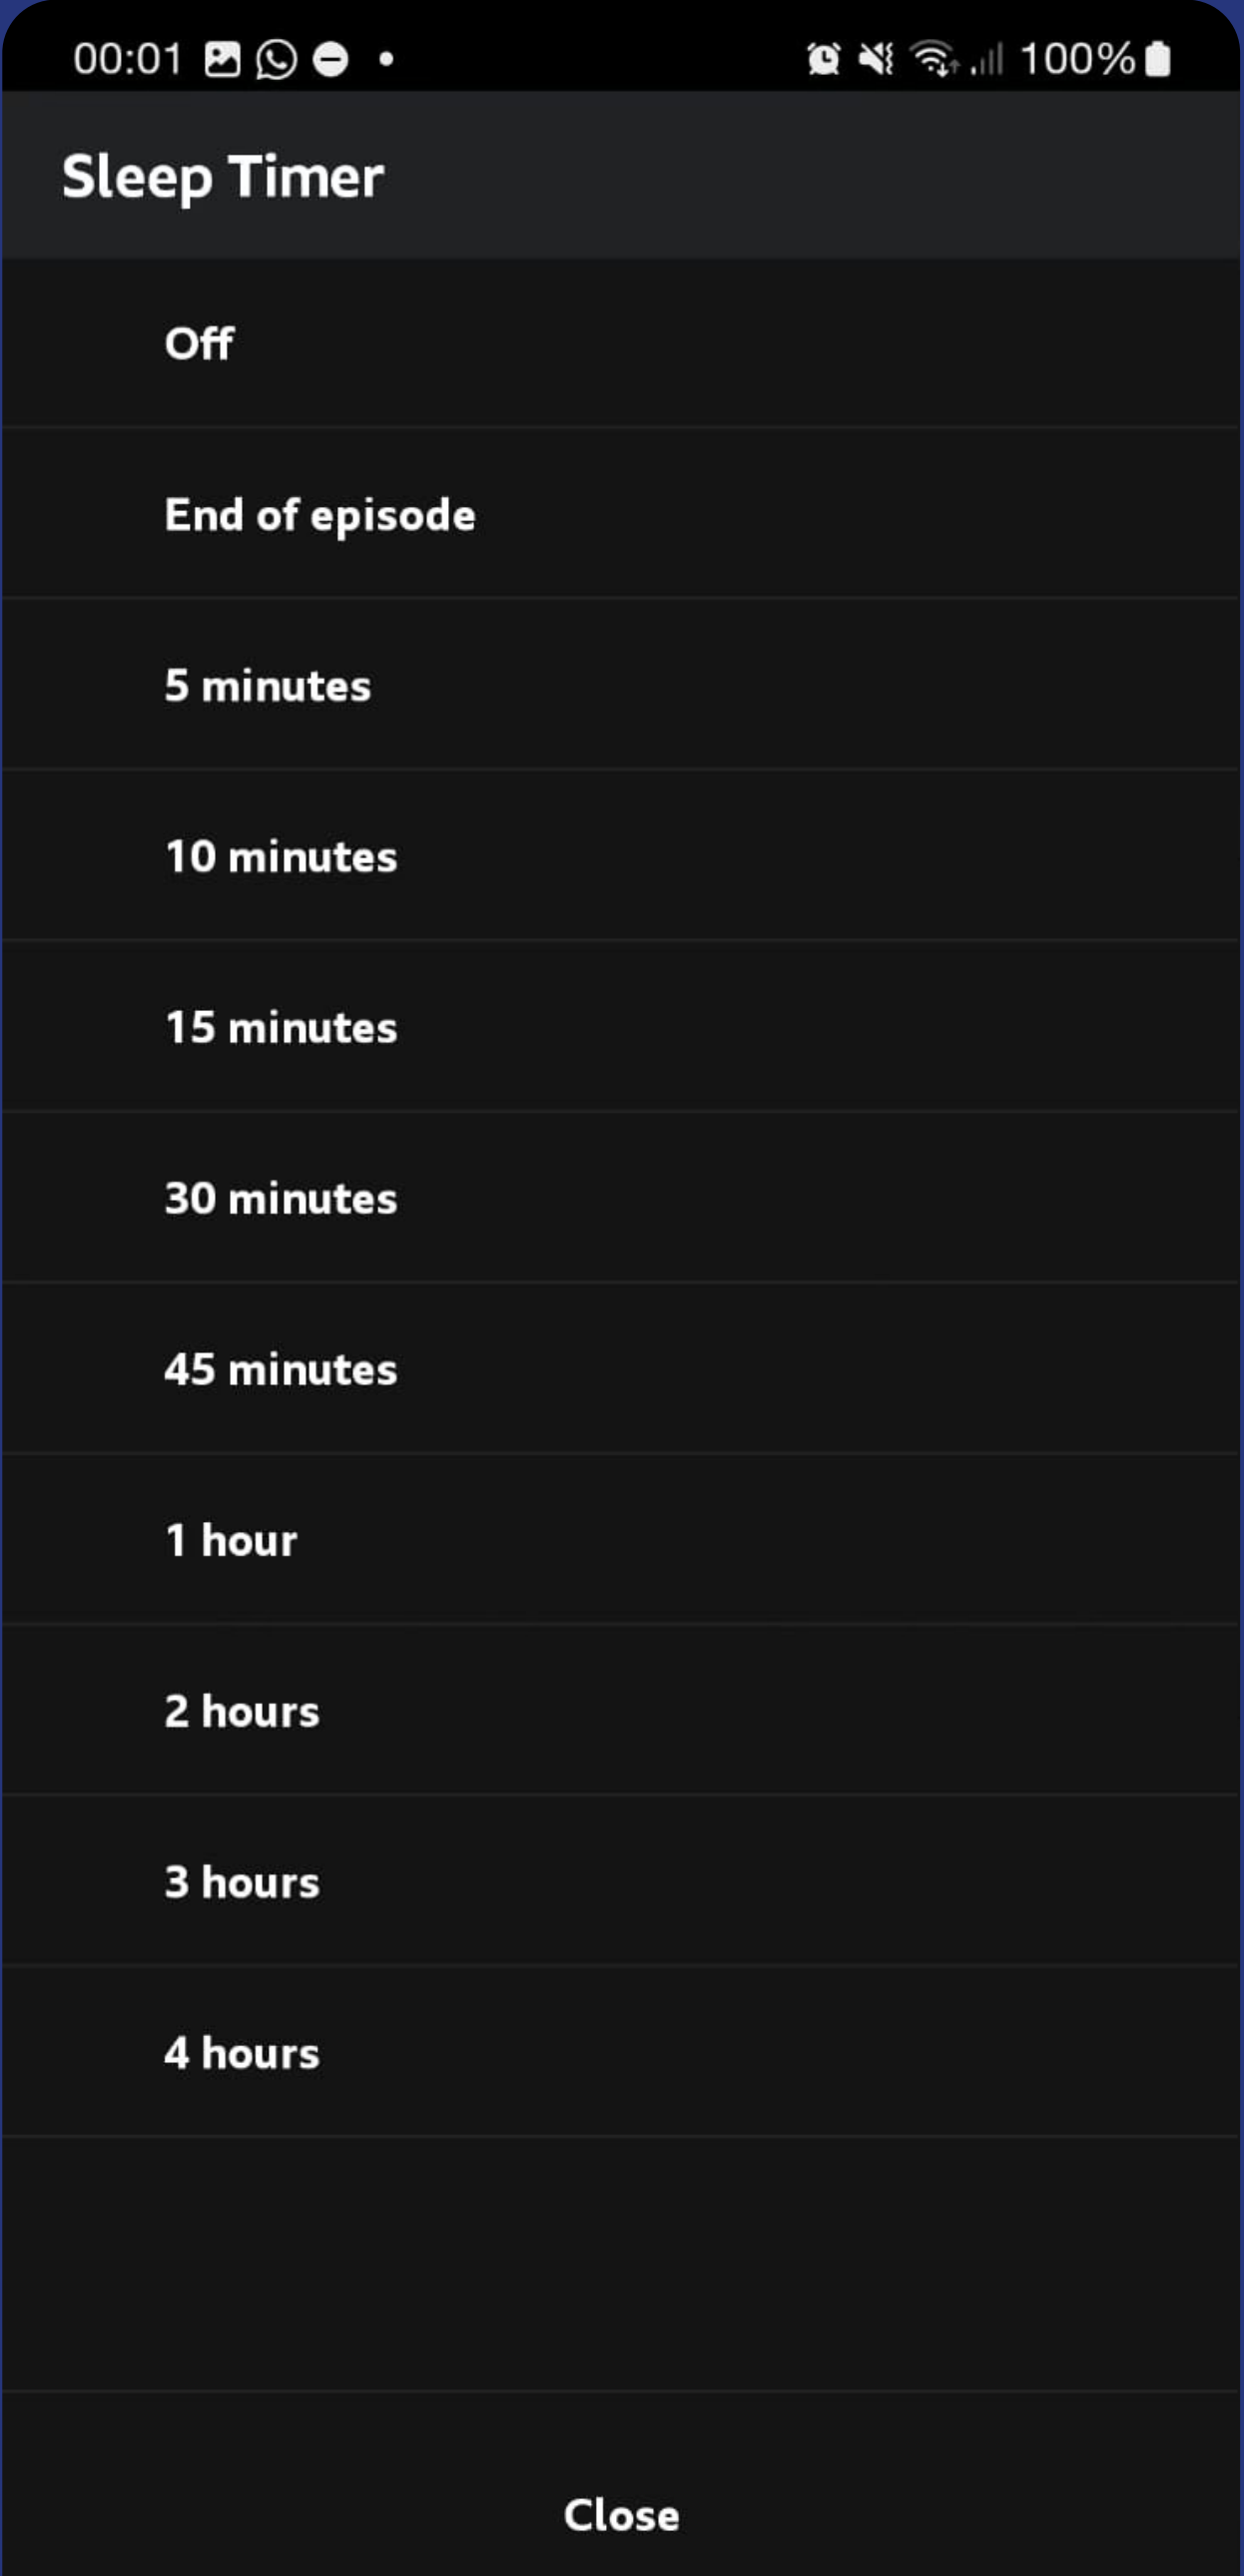 00:01 100%
Sleep Timer
Off
End of episode
5 minutes
10 minutes
15 minutes
30 minutes
45 minutes
1 hour
2 hours
3 hours
4 hours
Close